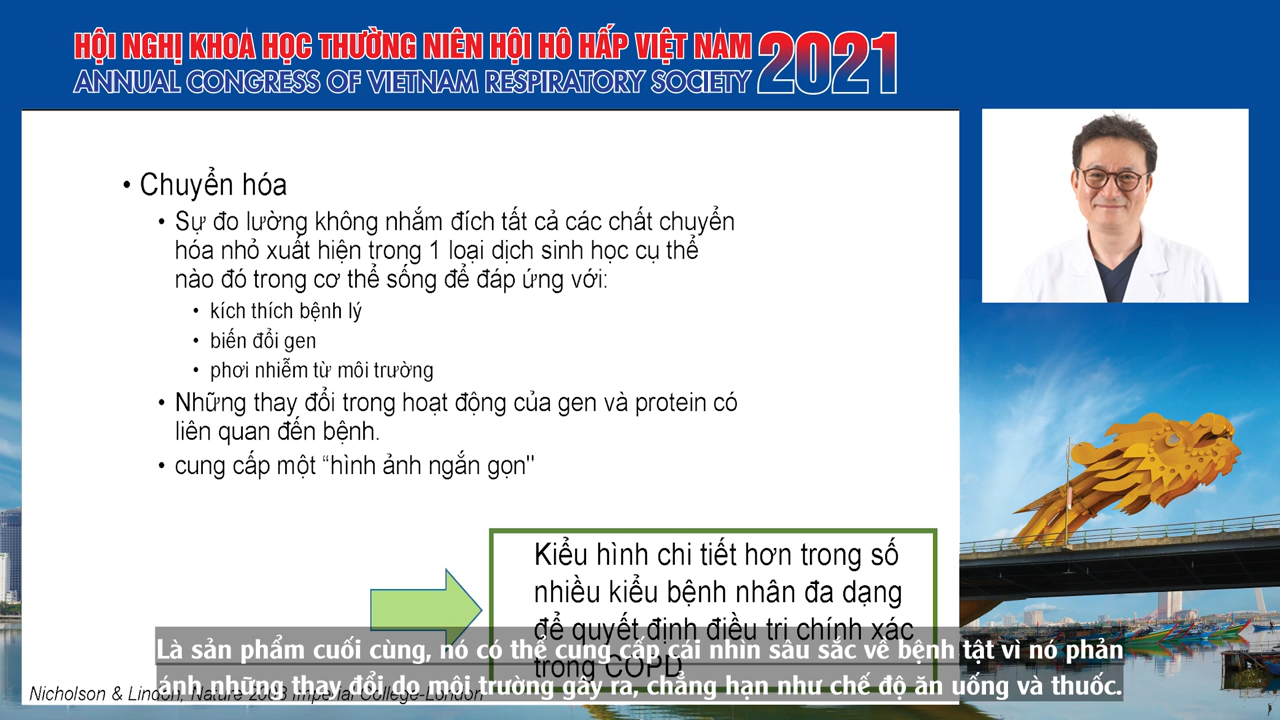 HỘI NGHỊ KHOA HỌC THƯỜNG NIÊN HỘI HÔ HẤP VIỆT NAM 2021
ANNUAL CONGRESS OF VIETNAM RESPIRATORY SOCIETY
• Chuyển hóa
• Sự đo lường không nhắm đích tất cả các chất chuyển
hóa nhỏ xuất hiện trong 1 loại dịch sinh học cụ thể
nào đó trong cơ thể sống để đáp ứng với:
• kích thích bệnh lý
• biến đổi gen
• phơi nhiễm từ môi trường
• Những thay đổi trong hoạt động của gen và protein có
liên quan đến bệnh.
• cung cấp một “hình ảnh ngắn gọn"
Kiểu hình chi tiết hơn trong số
nhiều kiểu bệnh nhân đa dạng
để quyết định điều trị chính xác
trong COPD
Là sản phẩm cuối cùng, nó có thể cung cấp cái nhìn sâu sắc về bệnh tật vì nó phản
ánh những thay đổi do môi trường gây ra, chẳng hạn như chế độ ăn uống và thuốc.
Nicholson & Lindon, Nature 2008 Imperial College-London